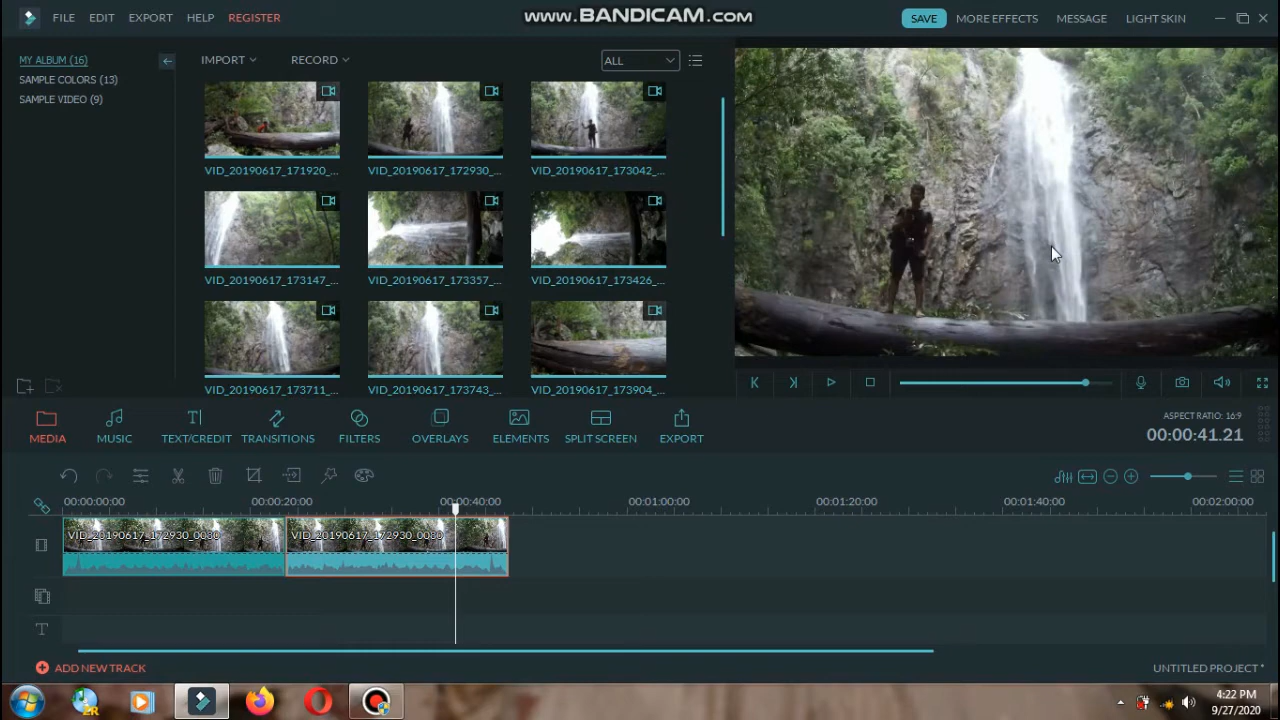 FILE EDIT EXPORT HELP REGISTER www.BANDICAM.com SAVE MORE EFFECTS MESSAGE LIGHT SKIN
MY ALBUM (16)
SAMPLE COLORS (13)
SAMPLE VIDEO (9)
IMPORT RECORD ALL
VID_20190617_171920_... VID_20190617_172930_... VID_20190617_173042_...
VID_20190617_173147_... VID_20190617_173357_... VID_20190617_173426_...
VID_20190617_173711_... VID_20190617_173743_... VID_20190617_173904_...
MEDIA MUSIC TEXT/CREDIT TRANSITIONS FILTERS OVERLAYS ELEMENTS SPLIT SCREEN EXPORT
ASPECT RATIO: 16:9
00:00:41.21
00:00:00:00 00:00:20:00 00:00:40:00 00:01:00:00 00:01:20:00 00:01:40:00 00:02:00:00
VID_20190617_172930_0080 VID_20190617_172930_0080
T
ADD NEW TRACK
UNTITLED PROJECT *
4:22 PM
9/27/2020